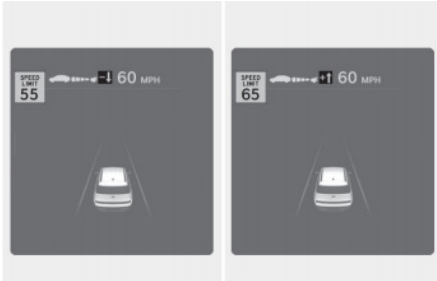 SPEED
LIMIT
55
-↓ 60 MPH
SPEED
LIMIT
65
+↑ 60 MPH